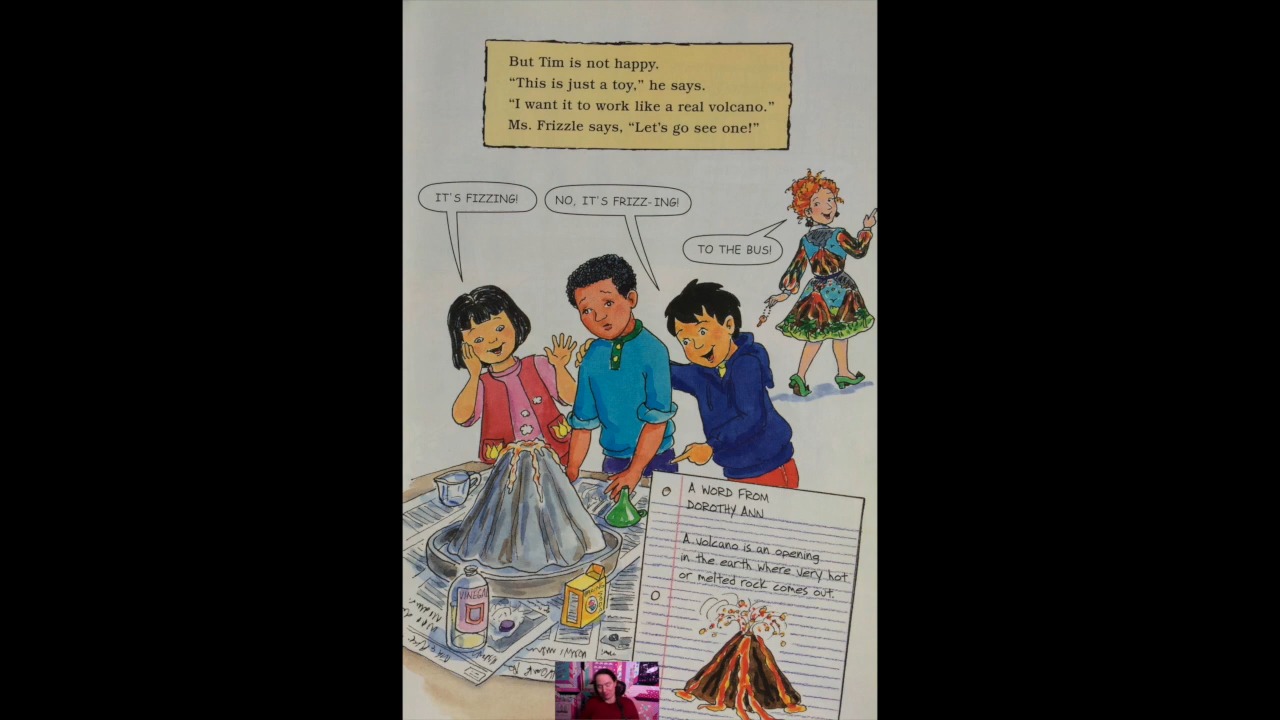 But Tim is not happy.
“This is just a toy,” he says.
“I want it to work like a real volcano.”
Ms. Frizzle says, “Let’s go see one!”
IT'S FIZZING!
NO, IT'S FRIZZ-ING!
TO THE BUS!
A WORD FROM
DOROTHY ANN
A volcano is an opening
in the earth where very hot
or melted rock comes out.
VINEGAR